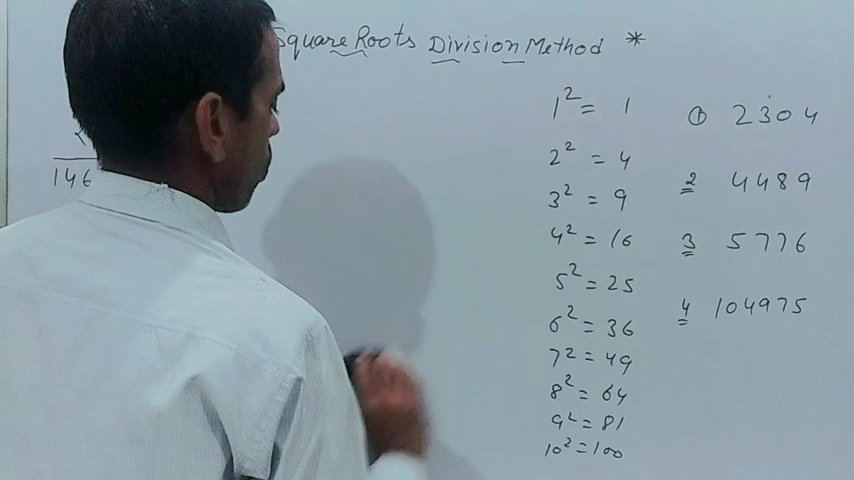 Square Roots Division Method *
146
1² = 1
2² = 4
3² = 9
4² = 16
5² = 25
6² = 36
7² = 49
8² = 64
9² = 81
10² = 100
① 2304
2 4489
3 5776
4 104975